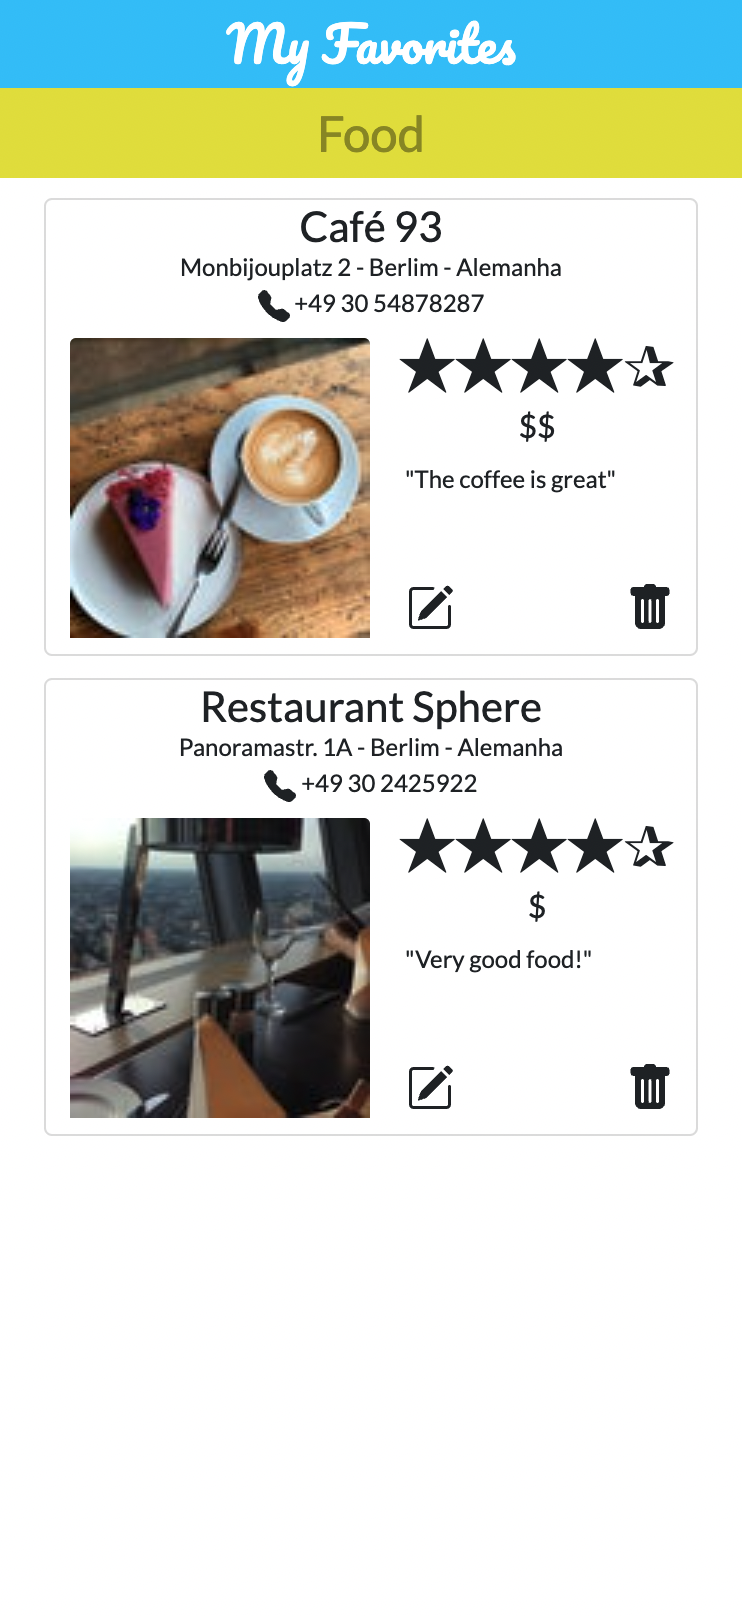 My Favorites
Food
Café 93
Monbijouplatz 2 - Berlim - Alemanha
+49 30 54878287
$$
"The coffee is great"
Restaurant Sphere
Panoramastr. 1A - Berlim - Alemanha
+49 30 2425922
$
"Very good food!"